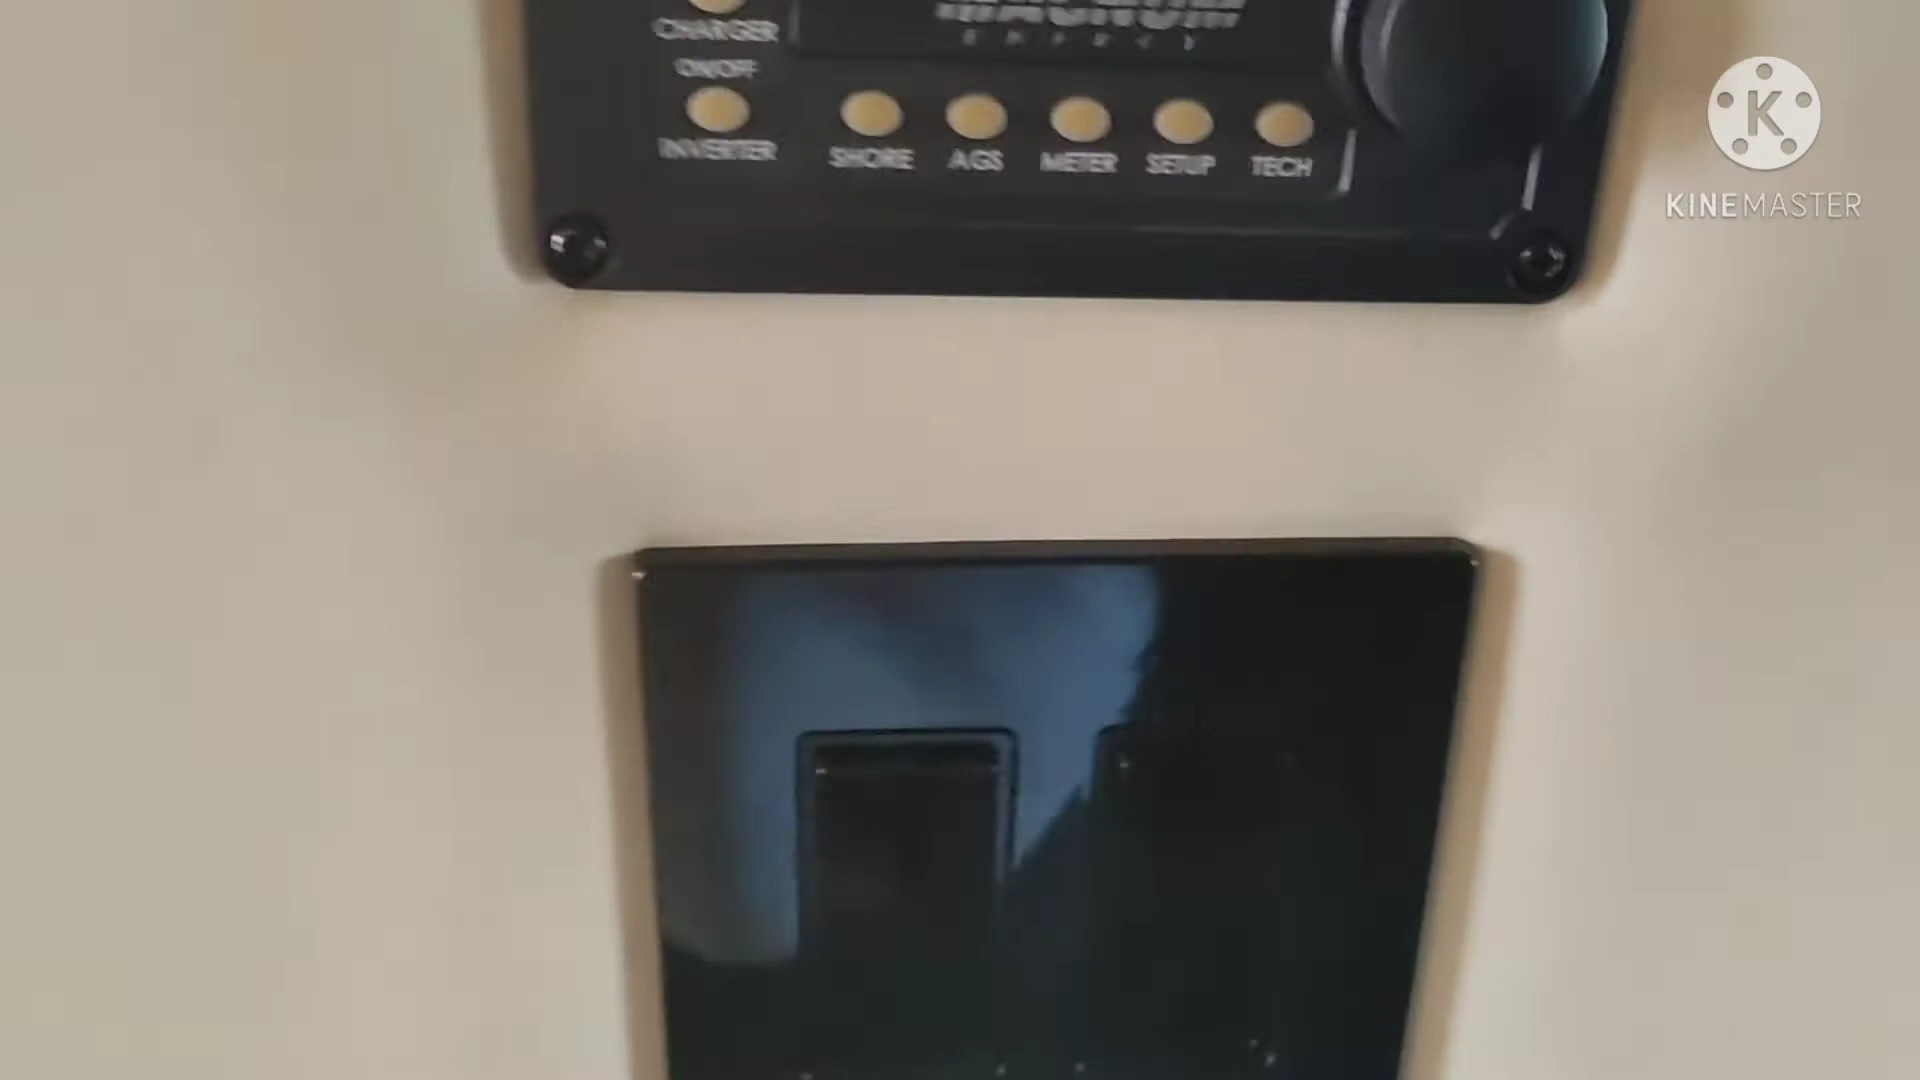 CHARGER
ON/OFF
INVERTER
SHORE AGS METER SETUP TECH
K
KINEMASTER